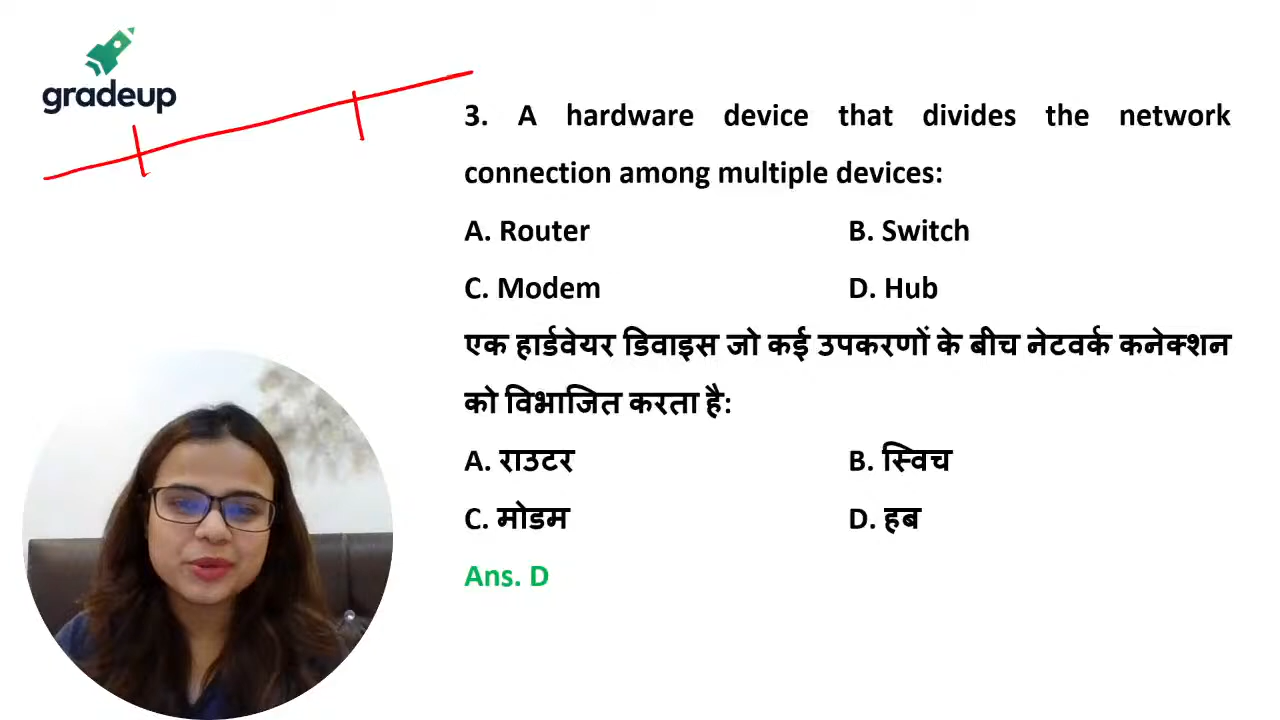 gradeup
3. A hardware device that divides the network
connection among multiple devices:
A. Router B. Switch
C. Modem D. Hub
एक हार्डवेयर डिवाइस जो कई उपकरणों के बीच नेटवर्क कनेक्शन
को विभाजित करता है:
A. राउटर B. स्विच
C. मोडम D. हब
Ans. D